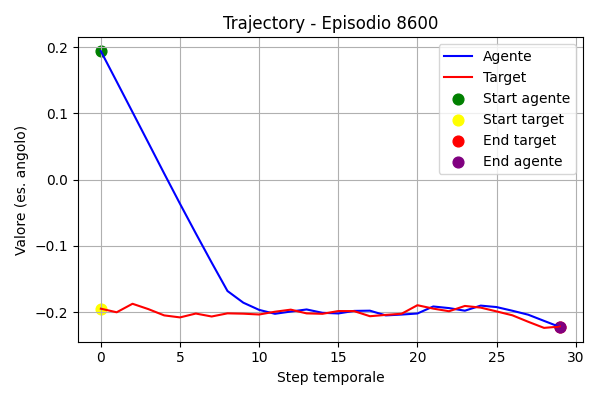 Trajectory - Episodio 8600
Valore (es. angolo)
0.2
0.1
0.0
−0.1
−0.2
Agente
Target
Start agente
Start target
End target
End agente
0
5
10
15
20
25
30
Step temporale